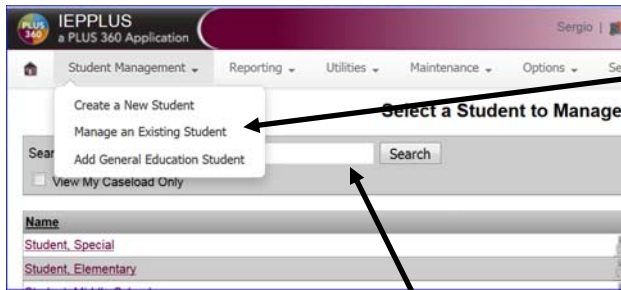 PLUS 360 IEPPLUS
a PLUS 360 Application
Sergio |
Student Management Reporting Utilities Maintenance Options
Create a New Student
Manage an Existing Student
Add General Education Student
Select a Student to Manage
Search
View My Caseload Only
Name
Student, Special
Student, Elementary